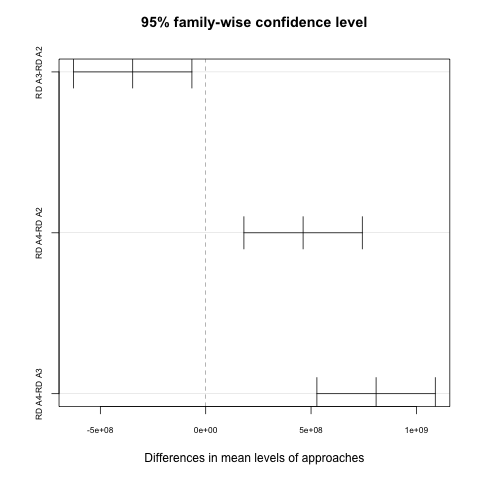 95% family-wise confidence level
RD A3-RD A2
RD A4-RD A2
RD A4-RD A3
-5e+08 0e+00 5e+08 1e+09
Differences in mean levels of approaches